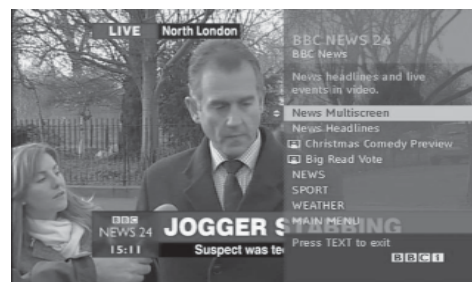 LIVE North London
BBC NEWS 24
BBC News
News headlines and live
events in video.
News Multiscreen
News Headlines
Christmas Comedy Preview
Big Read Vote
NEWS
SPORT
WEATHER
MAIN MENU
Press TEXT to exit
BBC 1
BBC
NEWS 24
15:11
JOGGER STABBING
Suspect was